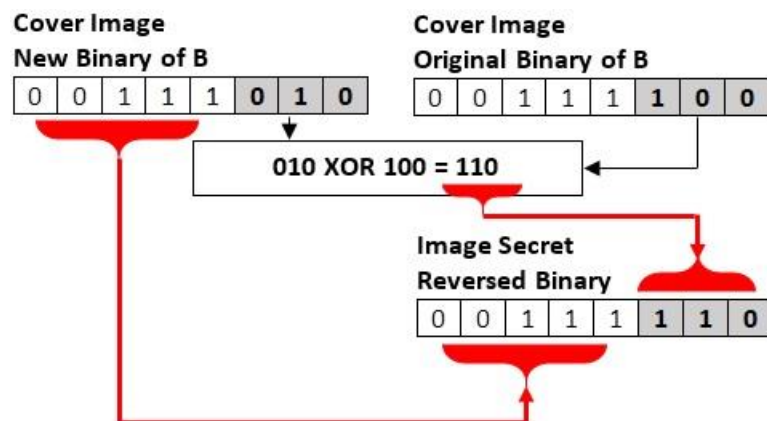 Cover Image
New Binary of B
0 0 1 1 1 0 1 0
Cover Image
Original Binary of B
0 0 1 1 1 1 0 0
010 XOR 100 = 110
Image Secret
Reversed Binary
0 0 1 1 1 1 1 0